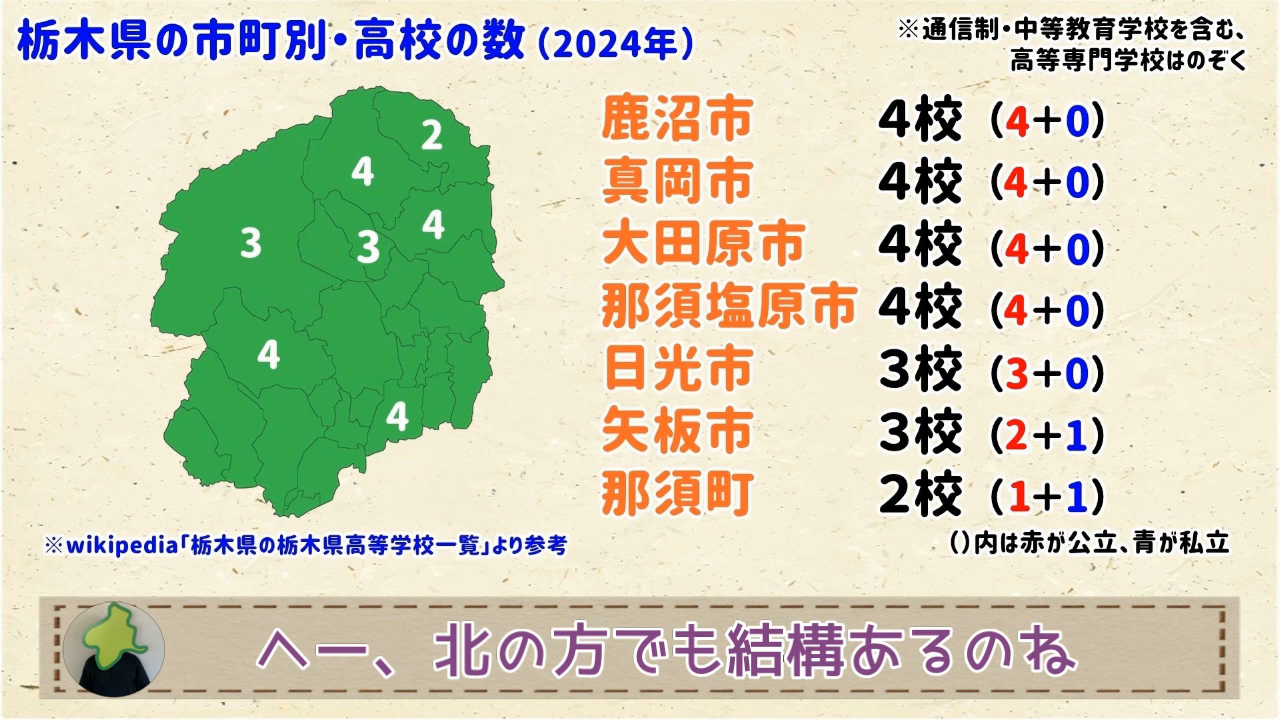 栃木県の市町別・高校の数（2024年）
※通信制・中等教育学校を含む、
高等専門学校はのぞく
鹿沼市 4校（4+0）
真岡市 4校（4+0）
大田原市 4校（4+0）
那須塩原市 4校（4+0）
日光市 3校（3+0）
矢板市 3校（2+1）
那須町 2校（1+1）
2
4
4
3
3
4
4
※wikipedia「栃木県の栃木県高等学校一覧」より参考
（）内は赤が公立、青が私立
へー、北の方でも結構あるのね